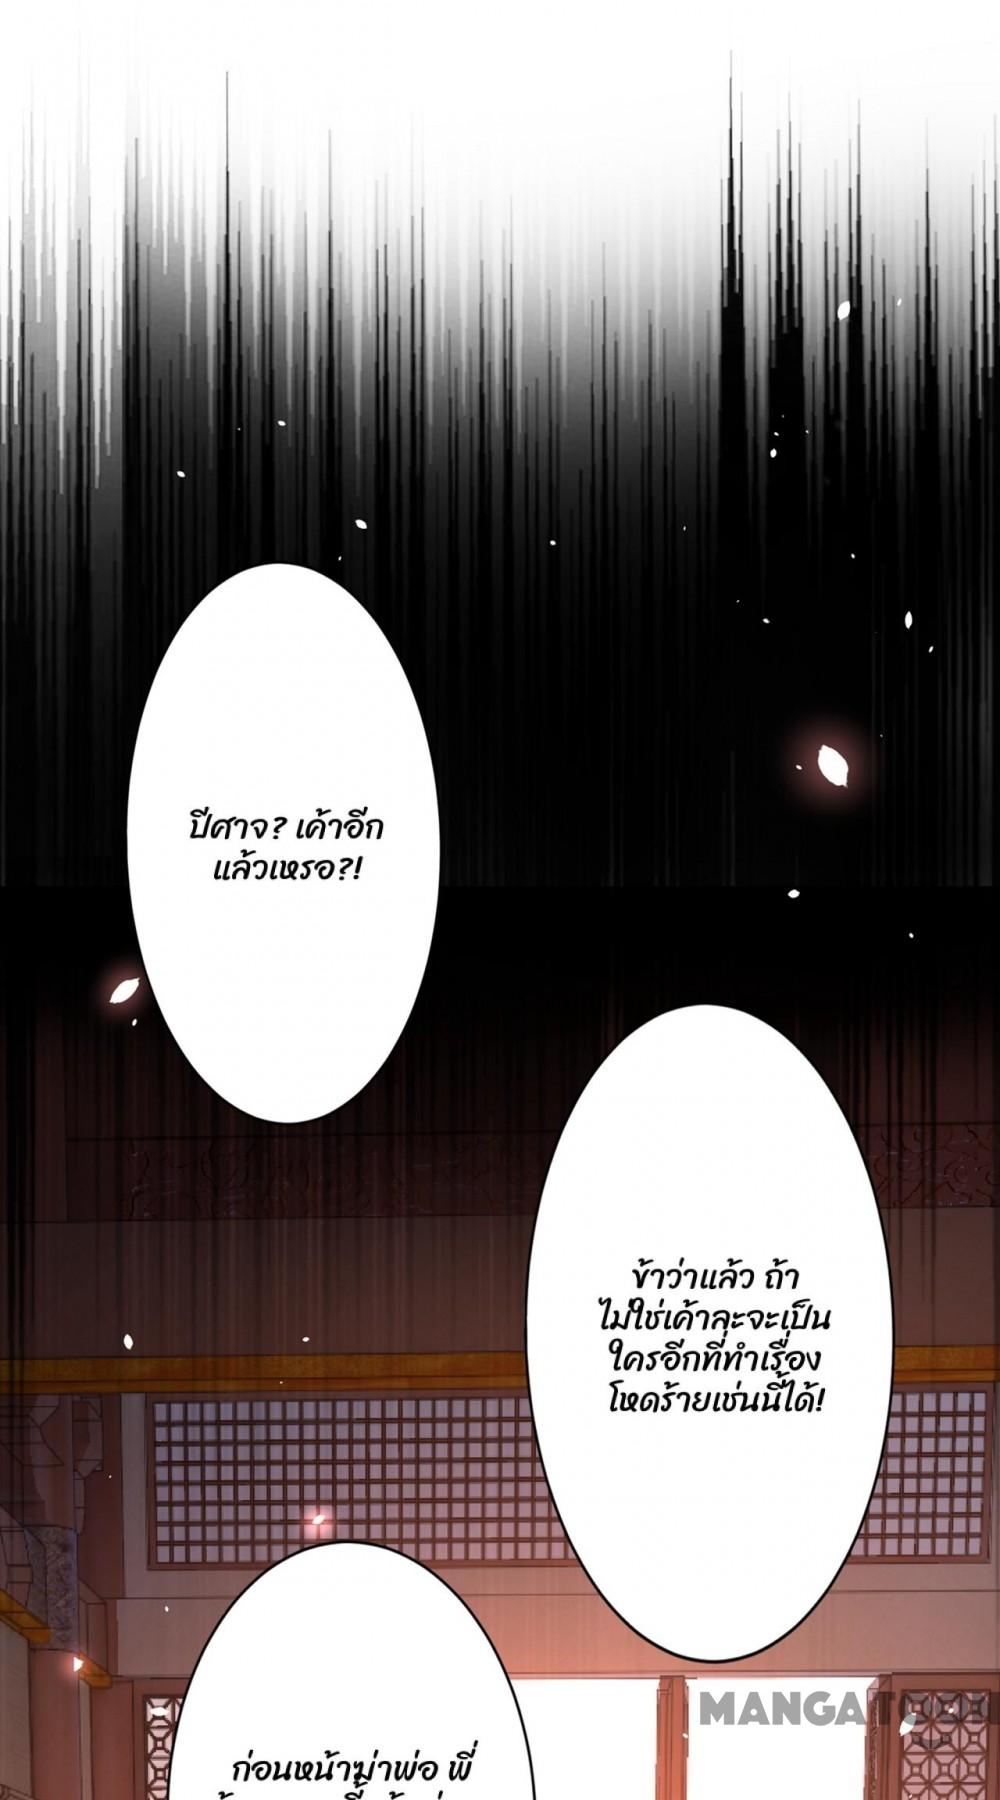 ปีศาจ? เค้าอีก
แล้วเหรอ?!
ข้าว่าแล้ว ถ้า
ไม่ใช่เค้าละจะเป็น
ใครอีกที่ทำเรื่อง
โหดร้ายเช่นนี้ได้!
MANGATOON
ก่อนหน้าฆ่าพ่อ พี่